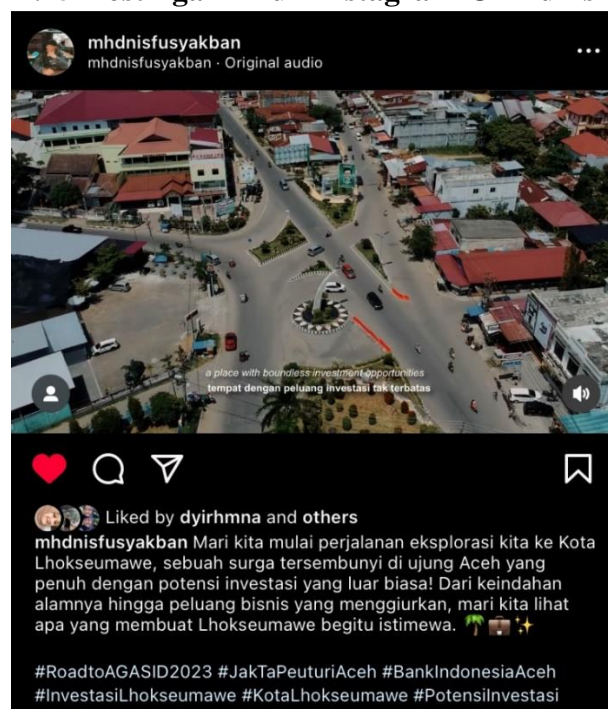 mhdnisfusyakban
mhdnisfusyakban · Original audio
a place with boundless investment opportunities
tempat dengan peluang investasi tak terbatas
Liked by dyirhmna and others
mhdnisfusyakban Mari kita mulai perjalanan eksplorasi kita ke Kota
Lhokseumawe, sebuah surga tersembunyi di ujung Aceh yang
penuh dengan potensi investasi yang luar biasa! Dari keindahan
alamnya hingga peluang bisnis yang menggiurkan, mari kita lihat
apa yang membuat Lhokseumawe begitu istimewa. 🌴💼✨
#RoadtoAGASID2023 #JakTaPeuturiAceh #BankIndonesiaAceh
#InvestasiLhokseumawe #KotaLhokseumawe #PotensiInvestasi